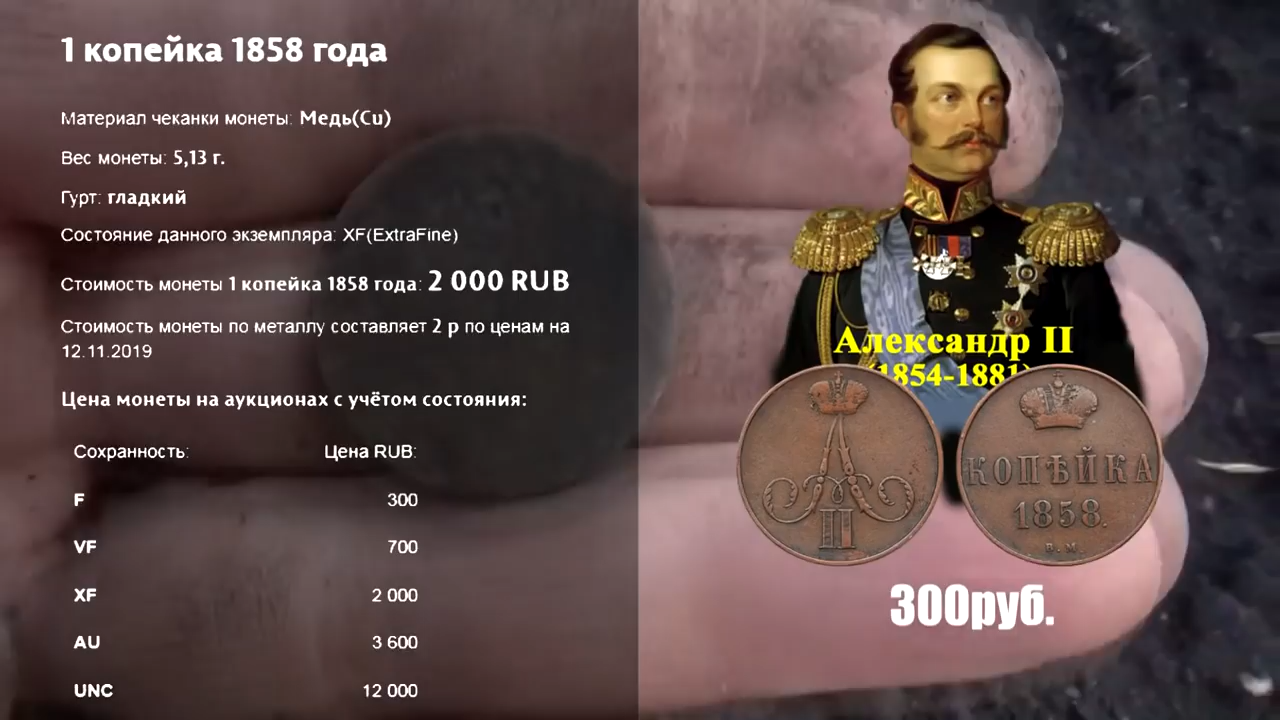 1 копейка 1858 года
Материал чеканки монеты: Медь(Cu)
Вес монеты: 5,13 г.
Гурт: гладкий
Состояние данного экземпляра: XF(ExtraFine)
Стоимость монеты 1 копейка 1858 года: 2 000 RUB
Стоимость монеты по металлу составляет 2 р по ценам на
12.11.2019
Цена монеты на аукционах с учётом состояния:
Сохранность: Цена RUB:
F 300
VF 700
XF 2 000
AU 3 600
UNC 12 000
Александр II
(1854-1881)
А
II
КОПѢЙКА
1858.
В.М.
300руб.